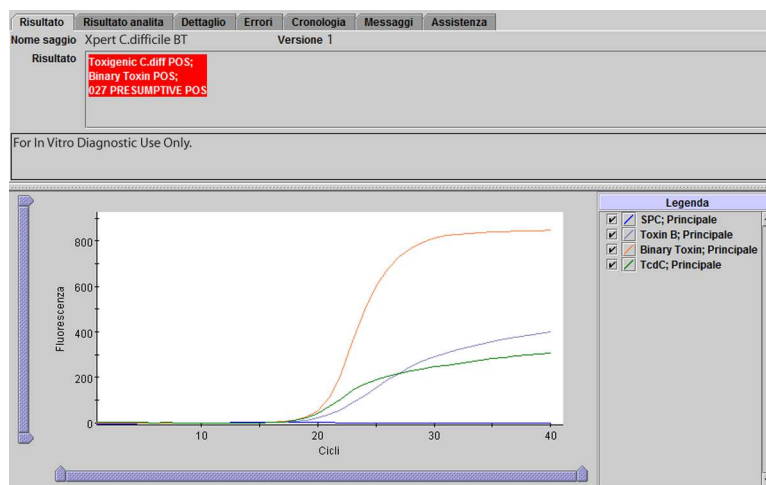 Risultato Risultato analita Dettaglio Errori Cronologia Messaggi Assistenza
Nome saggio Xpert C.difficile BT Versione 1
Risultato
Toxigenic C.diff POS;
Binary Toxin POS;
027 PRESUMPTIVE POS
For In Vitro Diagnostic Use Only.
Legenda
SPC; Principale
Toxin B; Principale
Binary Toxin; Principale
TcdC; Principale
Fluorescenza
800
600
400
200
0
10 20 30 40
Cicli